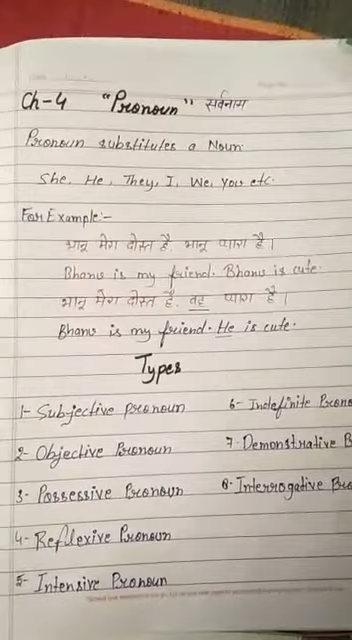 Ch-4 "Pronoun" सर्वनाम
Pronoun substitutes a Noun.
She, He, They, I, We, You etc.
For Example:-
भानू मेरा दोस्त है भानू प्यारा है।
Bhanu is my friend. Bhanu is cute.
भानू मेरा दोस्त है. वह प्यारा है।
Bhanu is my friend. He is cute.
Types
1- Subjective pronoun
2- Objective Pronoun
3- Possessive Pronoun
4- Reflexive Pronoun
5- Intensive Pronoun
6- Indefinite Prono
7- Demonstrative
8- Interrogative